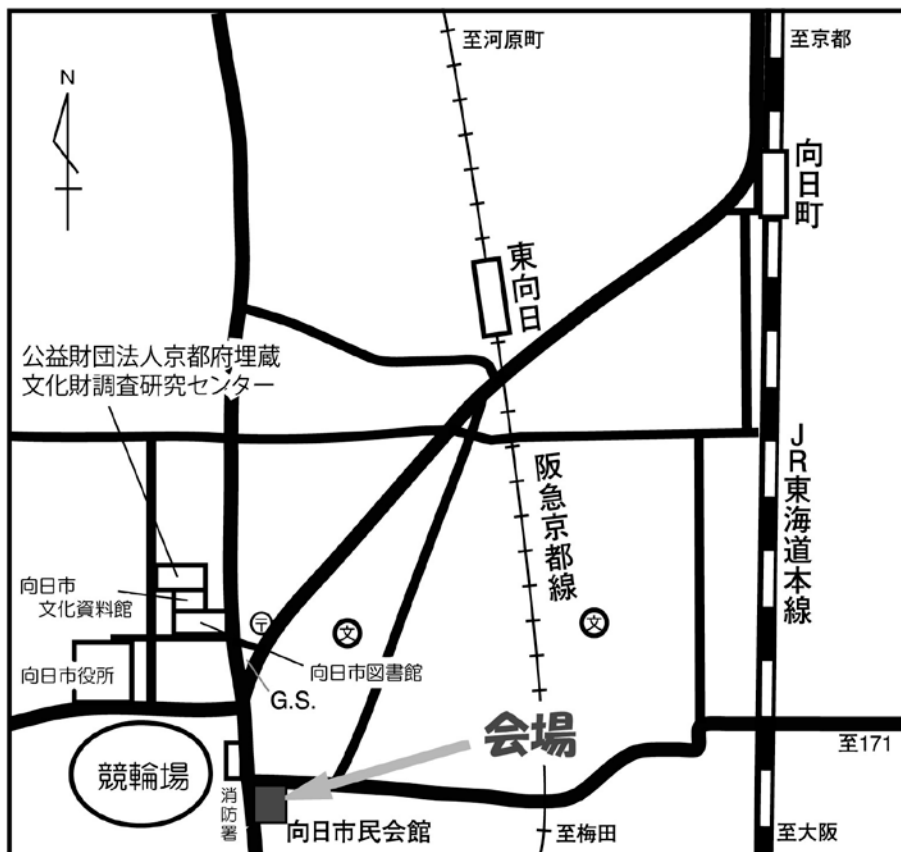 至河原町
至京都
N
向日町
東向日
公益財団法人京都府埋蔵
文化財調査研究センター
JR東海道本線
阪急京都線
向日市
文化資料館
〒
文
文
向日市図書館
向日市役所
G.S.
会場
至171
競輪場
消防署
向日市民会館
至梅田
至大阪